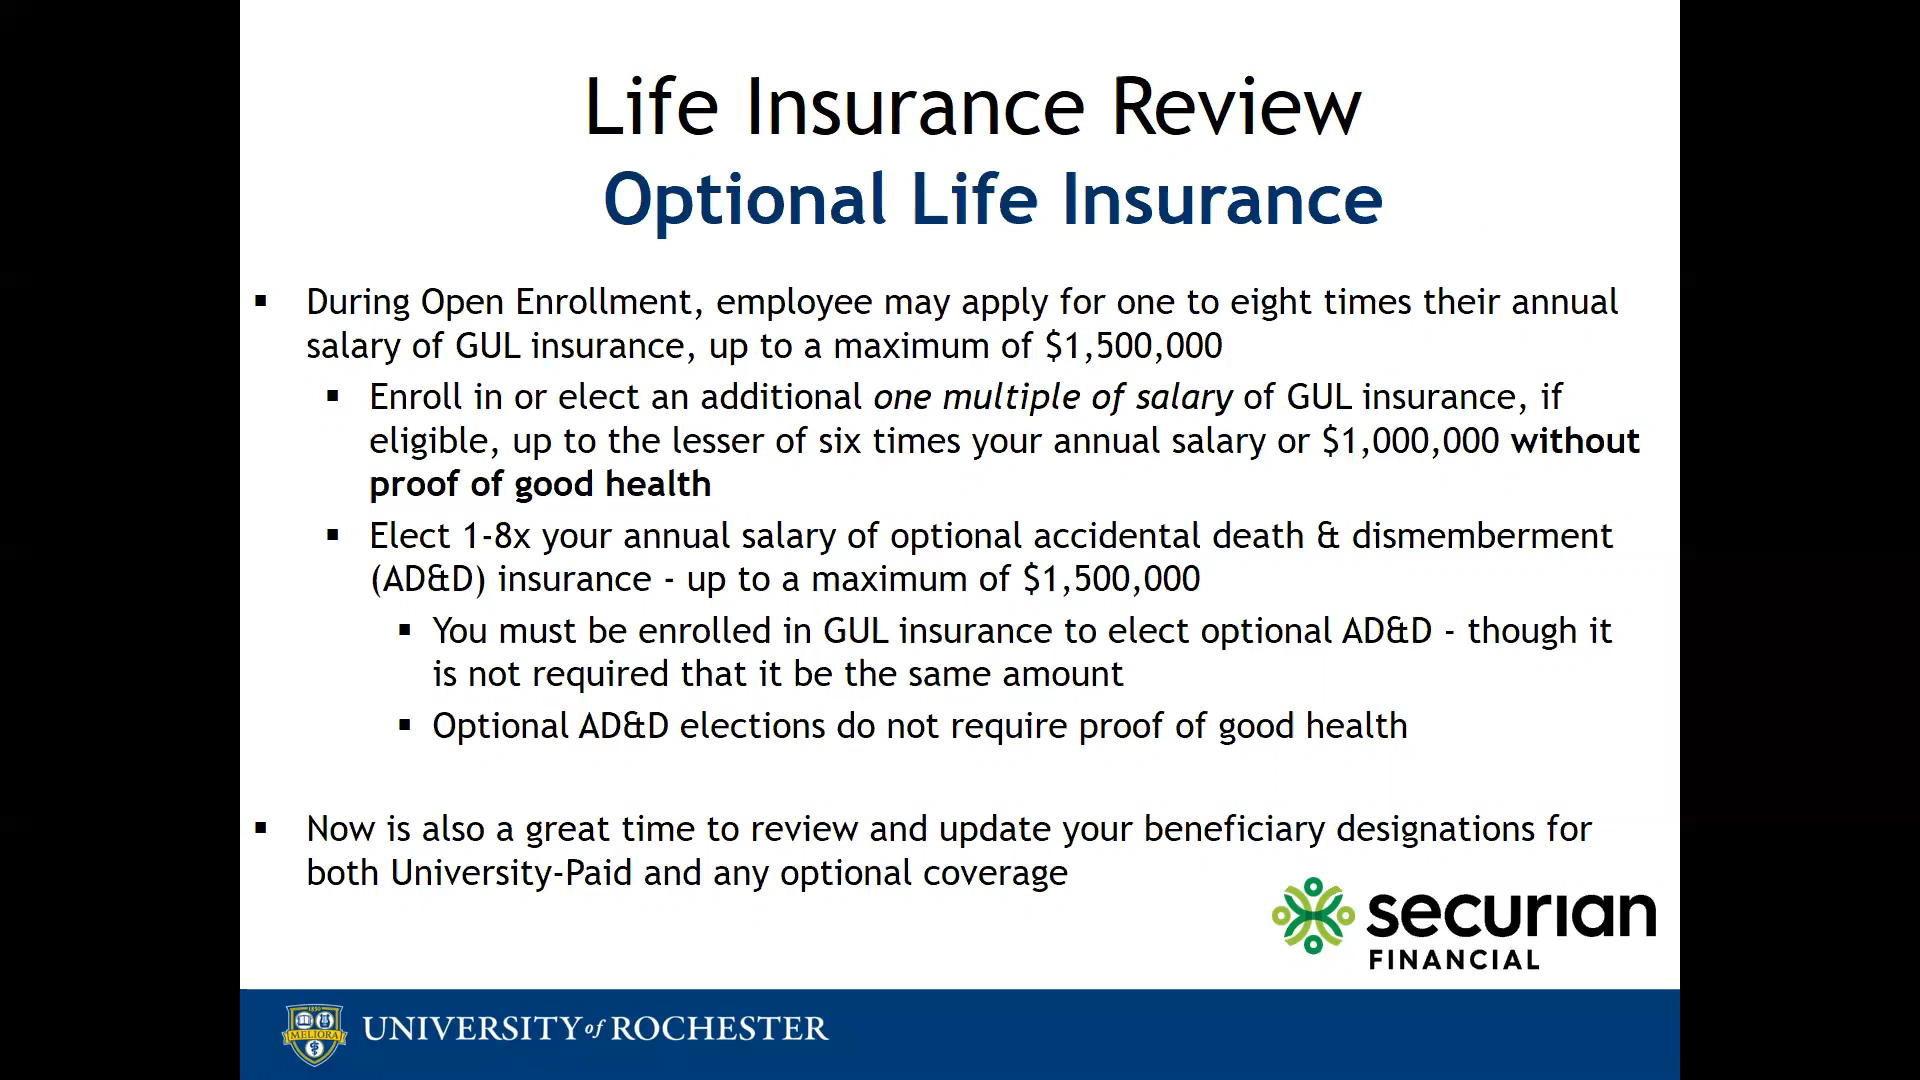 Life Insurance Review
Optional Life Insurance
▪ During Open Enrollment, employee may apply for one to eight times their annual
salary of GUL insurance, up to a maximum of $1,500,000
▪ Enroll in or elect an additional one multiple of salary of GUL insurance, if
eligible, up to the lesser of six times your annual salary or $1,000,000 without
proof of good health
▪ Elect 1-8x your annual salary of optional accidental death & dismemberment
(AD&D) insurance - up to a maximum of $1,500,000
▪ You must be enrolled in GUL insurance to elect optional AD&D - though it
is not required that it be the same amount
▪ Optional AD&D elections do not require proof of good health
▪ Now is also a great time to review and update your beneficiary designations for
both University-Paid and any optional coverage
securian
FINANCIAL
1850
MELIORA
UNIVERSITY of ROCHESTER